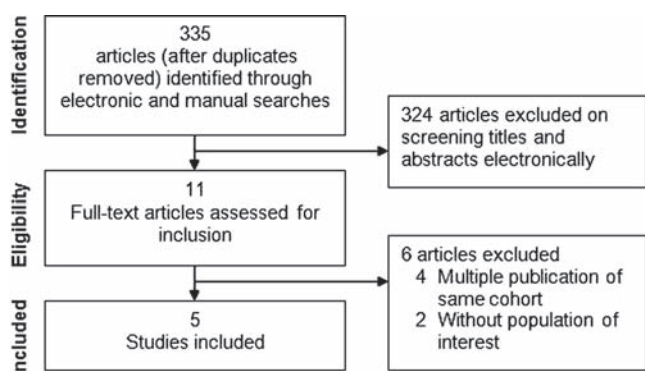 Identification
335
articles (after duplicates
removed) identified through
electronic and manual searches
324 articles excluded on
screening titles and
abstracts electronically
Eligibility
11
Full-text articles assessed for
inclusion
6 articles excluded
4 Multiple publication of
same cohort
2 Without population of
interest
Included
5
Studies included